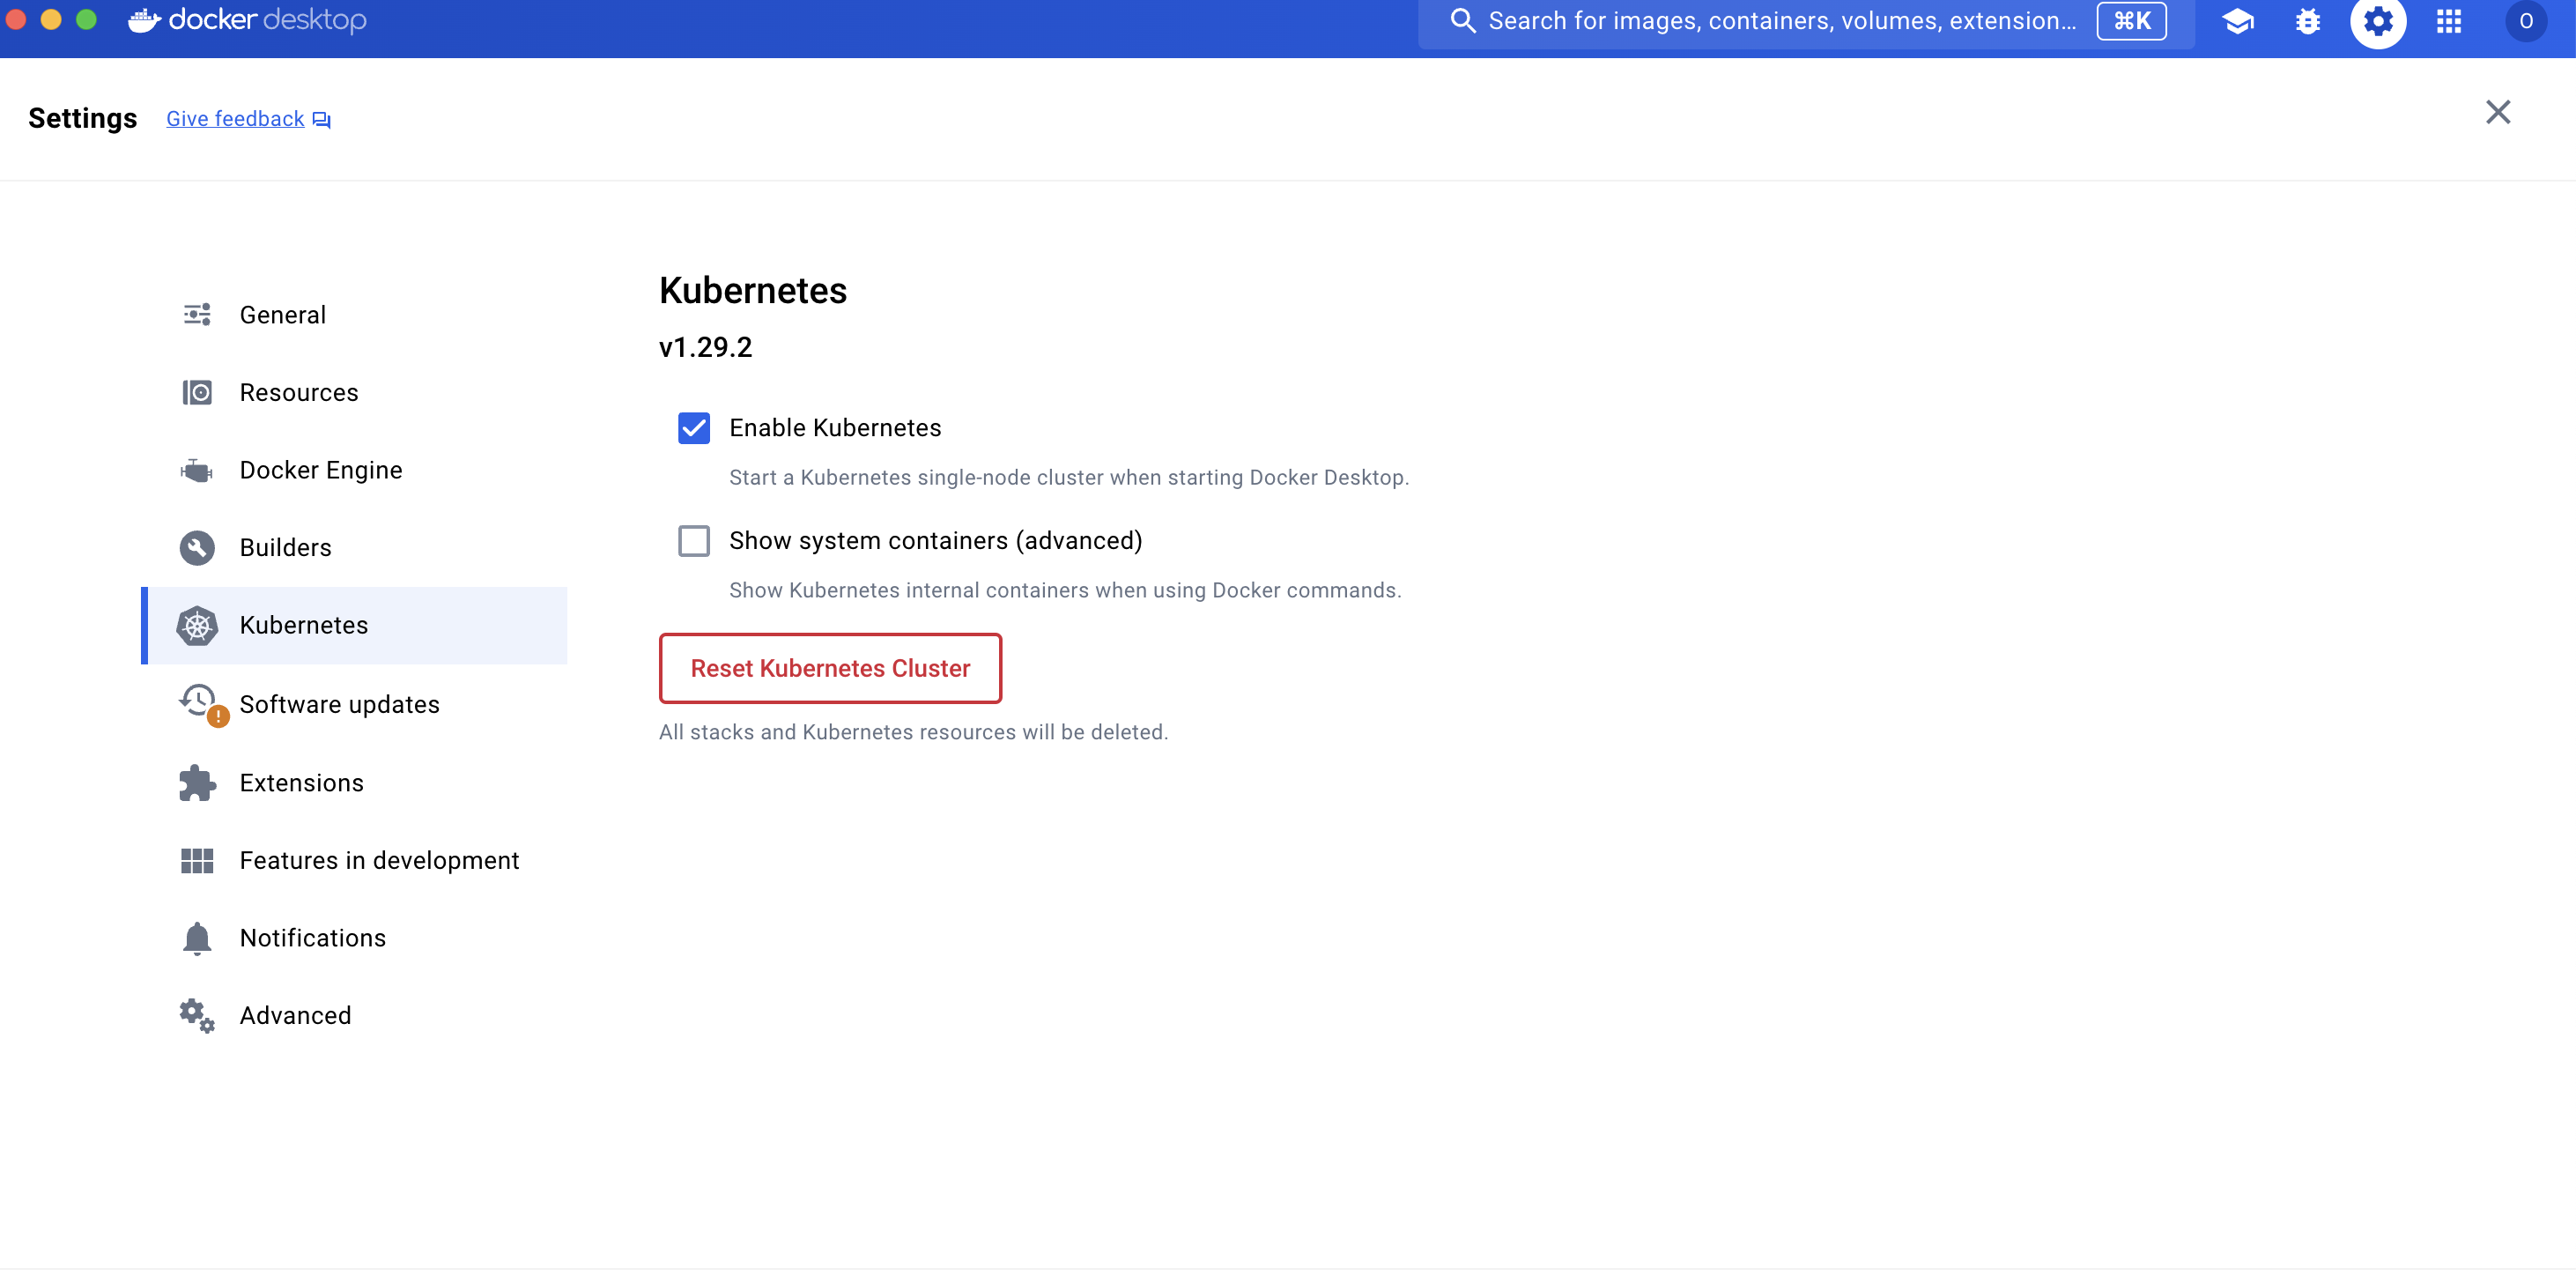 docker desktop
Search for images, containers, volumes, extension...
⌘K
O
Settings
Give feedback
General
Resources
Docker Engine
Builders
Kubernetes
Software updates
Extensions
Features in development
Notifications
Advanced
Kubernetes
v1.29.2
Enable Kubernetes
Start a Kubernetes single-node cluster when starting Docker Desktop.
Show system containers (advanced)
Show Kubernetes internal containers when using Docker commands.
Reset Kubernetes Cluster
All stacks and Kubernetes resources will be deleted.